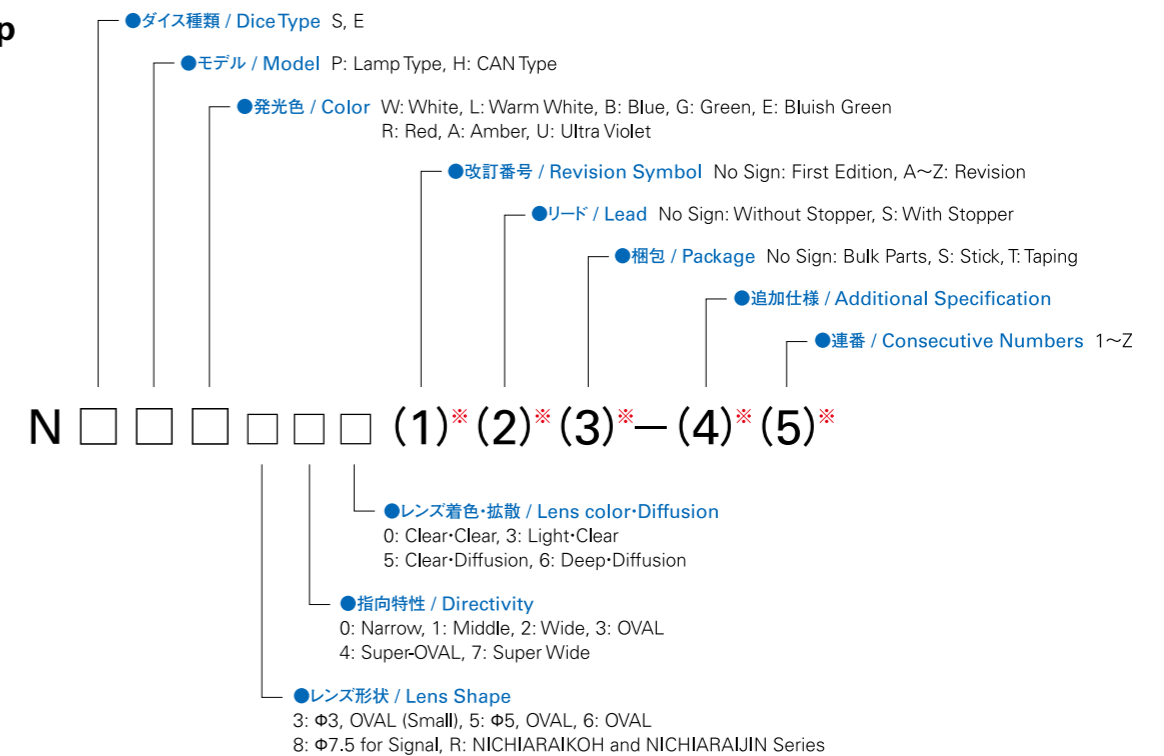 p
●ダイス種類 / Dice Type S, E
●モデル / Model P: Lamp Type, H: CAN Type
●発光色 / Color W: White, L: Warm White, B: Blue, G: Green, E: Bluish Green
R: Red, A: Amber, U: Ultra Violet
●改訂番号 / Revision Symbol No Sign: First Edition, A〜Z: Revision
●リード / Lead No Sign: Without Stopper, S: With Stopper
●梱包 / Package No Sign: Bulk Parts, S: Stick, T: Taping
●追加仕様 / Additional Specification
●連番 / Consecutive Numbers 1〜Z
N □ □ □ □ □ □ (1)※ (2)※ (3)※— (4)※ (5)※
●レンズ着色・拡散 / Lens color・Diffusion
0: Clear・Clear, 3: Light・Clear
5: Clear・Diffusion, 6: Deep・Diffusion
●指向特性 / Directivity
0: Narrow, 1: Middle, 2: Wide, 3: OVAL
4: Super-OVAL, 7: Super Wide
●レンズ形状 / Lens Shape
3: Φ3, OVAL (Small), 5: Φ5, OVAL, 6: OVAL
8: Φ7.5 for Signal, R: NICHIARAIKOH and NICHIARAIJIN Series